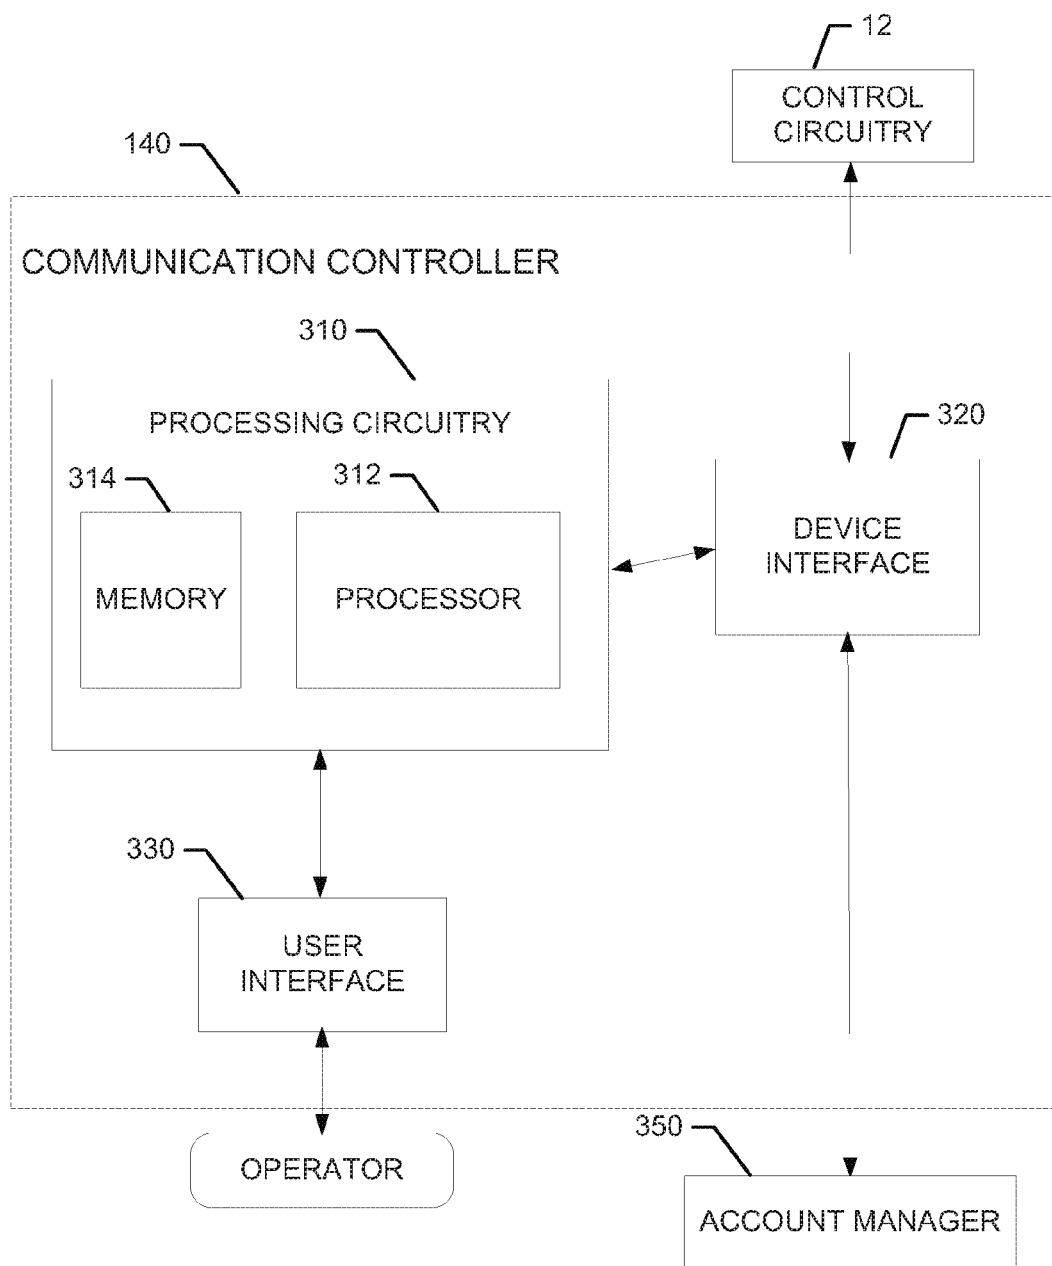 12
CONTROL
CIRCUITRY
140
COMMUNICATION CONTROLLER
310
PROCESSING CIRCUITRY
320
314
312
DEVICE
INTERFACE
MEMORY
PROCESSOR
330
USER
INTERFACE
350
OPERATOR
ACCOUNT MANAGER